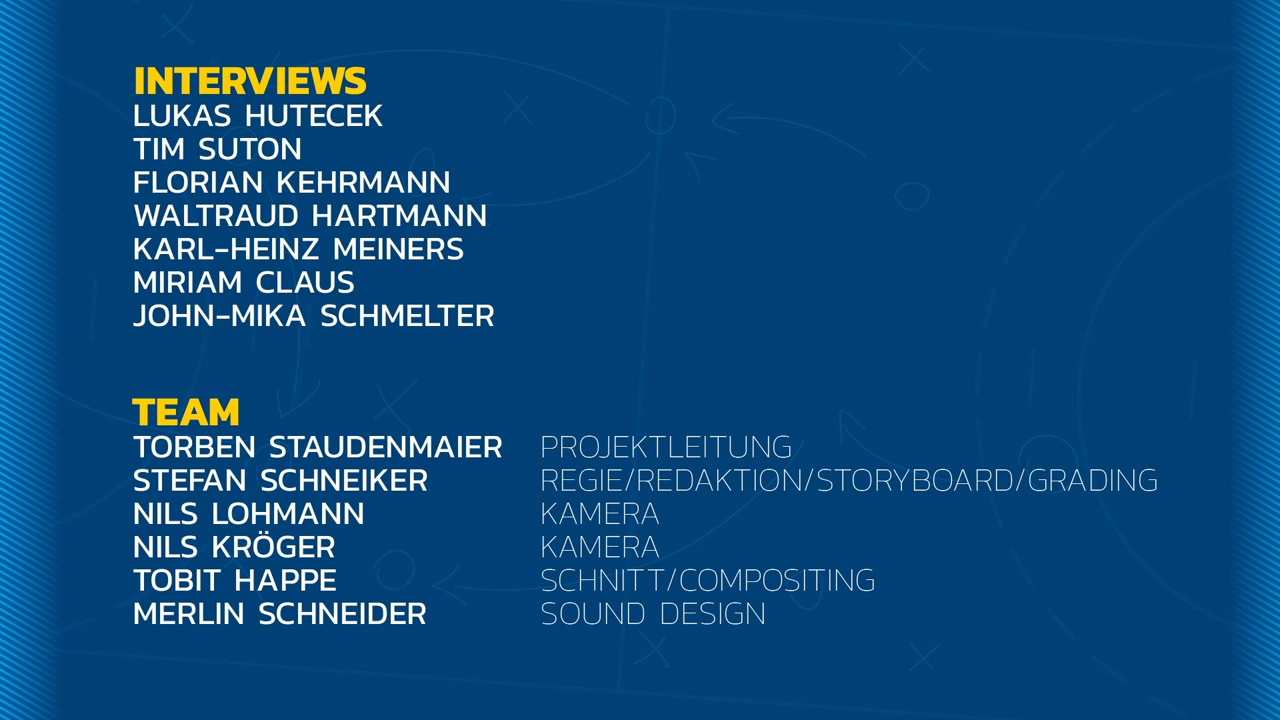 INTERVIEWS
LUKAS HUTECEK
TIM SUTON
FLORIAN KEHRMANN
WALTRAUD HARTMANN
KARL-HEINZ MEINERS
MIRIAM CLAUS
JOHN-MIKA SCHMELTER
TEAM
TORBEN STAUDENMAIER PROJEKTLEITUNG
STEFAN SCHNEIKER REGIE/REDAKTION/STORYBOARD/GRADING
NILS LOHMANN KAMERA
NILS KRÖGER KAMERA
TOBIT HAPPE SCHNITT/COMPOSITING
MERLIN SCHNEIDER SOUND DESIGN